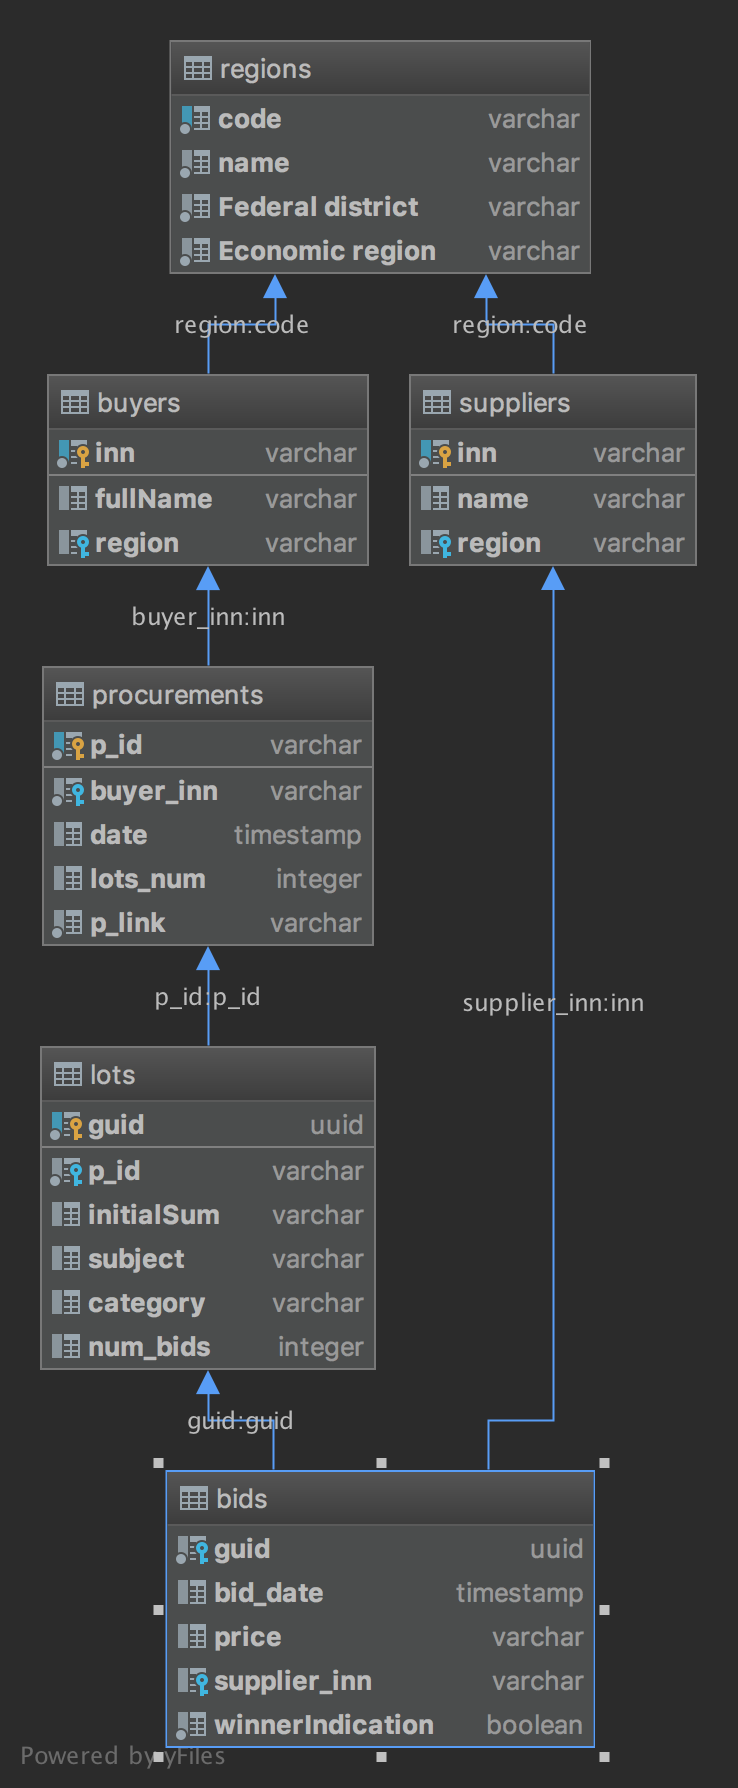 regions
code varchar
name varchar
Federal district varchar
Economic region varchar
region:code region:code
buyers
inn varchar
fullName varchar
region varchar
suppliers
inn varchar
name varchar
region varchar
buyer_inn:inn
procurements
p_id varchar
buyer_inn varchar
date timestamp
lots_num integer
p_link varchar
p_id:p_id
supplier_inn:inn
lots
guid uuid
p_id varchar
initialSum varchar
subject varchar
category varchar
num_bids integer
guid:guid
bids
guid uuid
bid_date timestamp
price varchar
supplier_inn varchar
winnerIndication boolean
Powered by yFiles